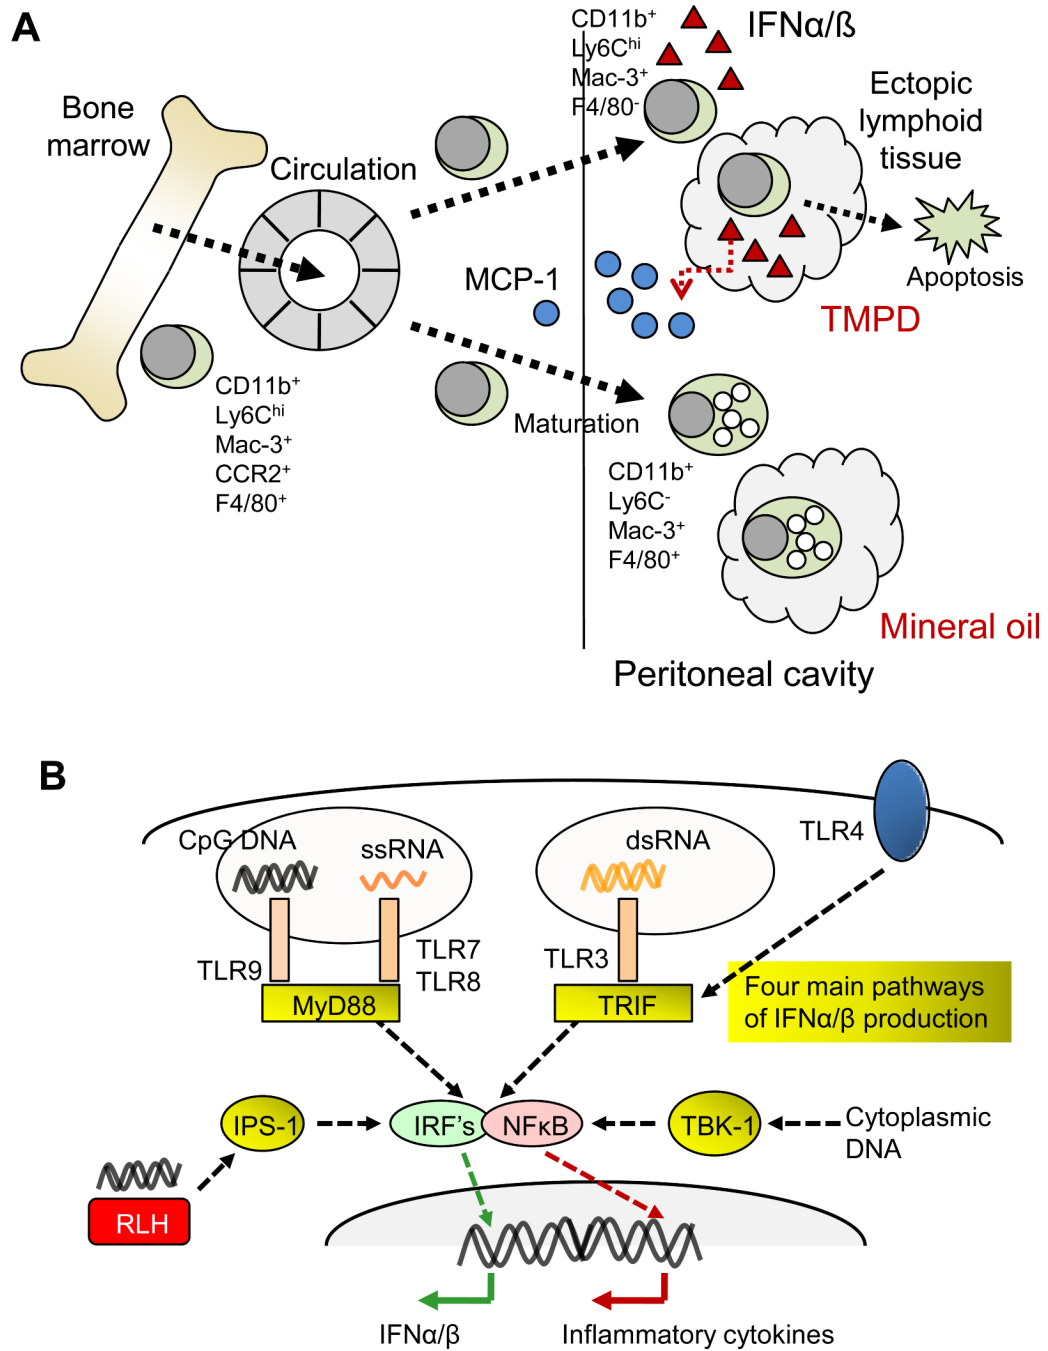 A
Bone
marrow
Circulation
CD11b⁺
Ly6Cʰⁱ
Mac-3⁺
CCR2⁺
F4/80⁺
CD11b⁺
Ly6Cʰⁱ
Mac-3⁺
F4/80⁻
IFNα/ß
Ectopic
lymphoid
tissue
Apoptosis
MCP-1
TMPD
Maturation
CD11b⁺
Ly6C⁻
Mac-3⁺
F4/80⁺
Mineral oil
Peritoneal cavity
B
CpG DNA
ssRNA
dsRNA
TLR4
TLR9
TLR7
TLR8
TLR3
MyD88
TRIF
Four main pathways
of IFNα/β production
IPS-1
IRF's
NFκB
TBK-1
Cytoplasmic
DNA
RLH
IFNα/β
Inflammatory cytokines